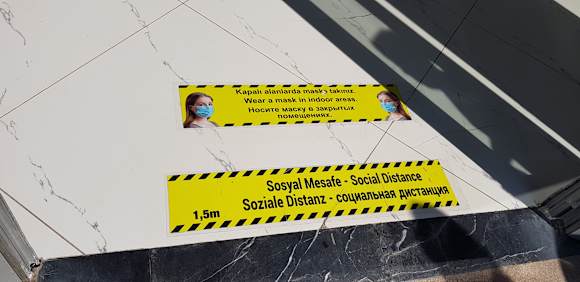 Kapalı alanlarda maske takınız.
Wear a mask in indoor areas.
Носите маску в закрытых
помещениях.
Sosyal Mesafe - Social Distance
Soziale Distanz - социальная дистанция
1,5m